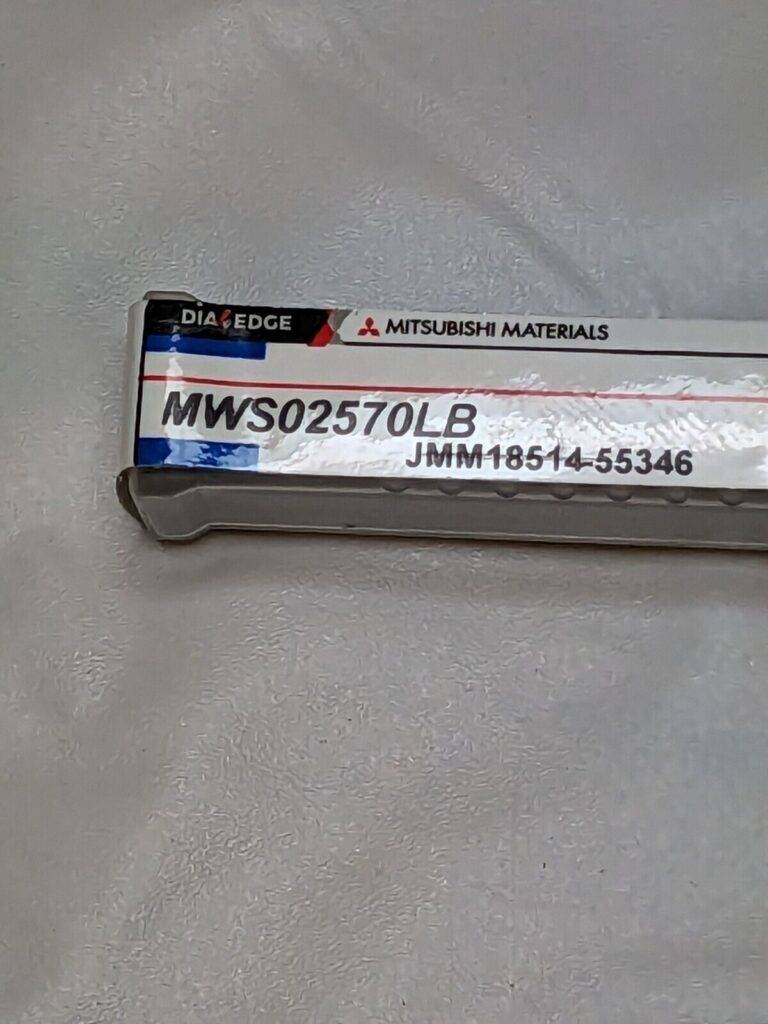 DIAEDGE MITSUBISHI MATERIALS
MWS02570LB
JMM18514-55346